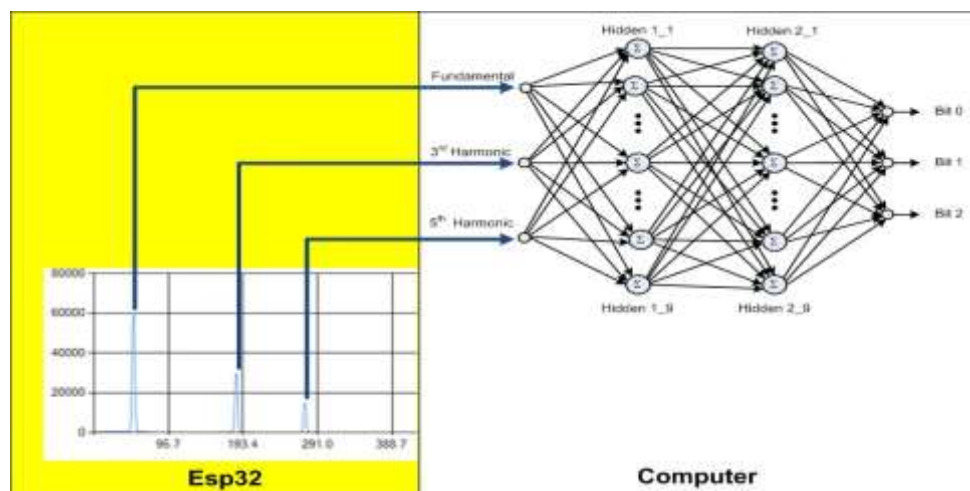 Hidden 1_1
Hidden 2_1
Σ
Σ
Fundamental
Σ
Σ
Bit 0
3rd Harmonic
Σ
Σ
Bit 1
5th Harmonic
Bit 2
Σ
Σ
Σ
Σ
Hidden 1_9
Hidden 2_9
80000
60000
40000
20000
0
95.7
193.4
291.0
388.7
Esp32
Computer